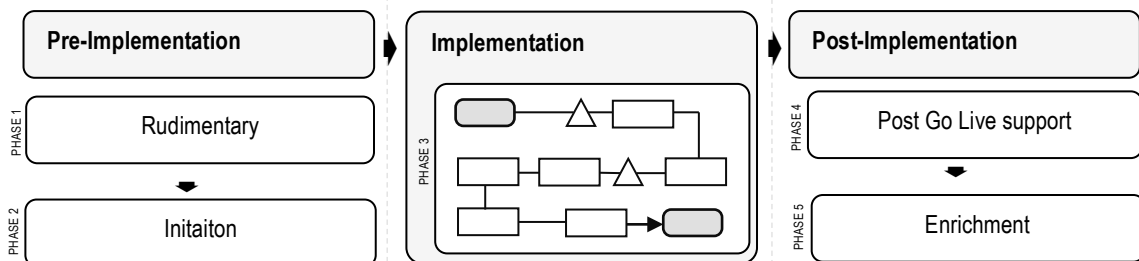 Pre-Implementation
Implementation
Post-Implementation
PHASE 1
Rudimentary
PHASE 2
Initaiton
PHASE 3
PHASE 4
Post Go Live support
PHASE 5
Enrichment